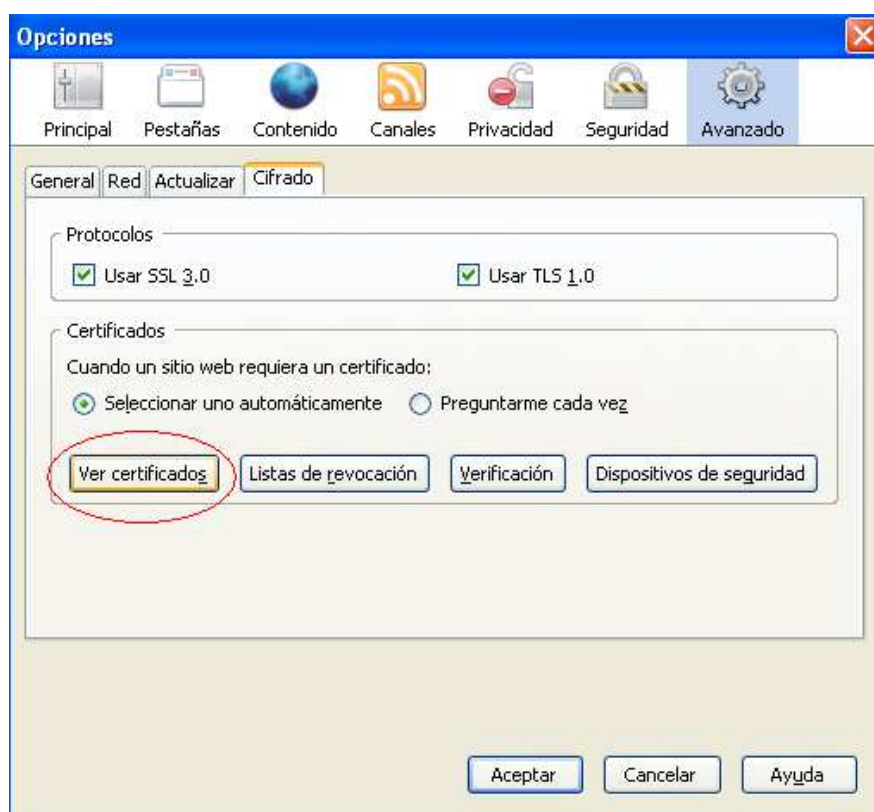 Opciones
Principal Pestañas Contenido Canales Privacidad Seguridad Avanzado
General Red Actualizar Cifrado
Protocolos
Usar SSL 3.0 Usar TLS 1.0
Certificados
Cuando un sitio web requiera un certificado:
Seleccionar uno automáticamente Preguntarme cada vez
Ver certificados Listas de revocación Verificación Dispositivos de seguridad
Aceptar Cancelar Ayuda